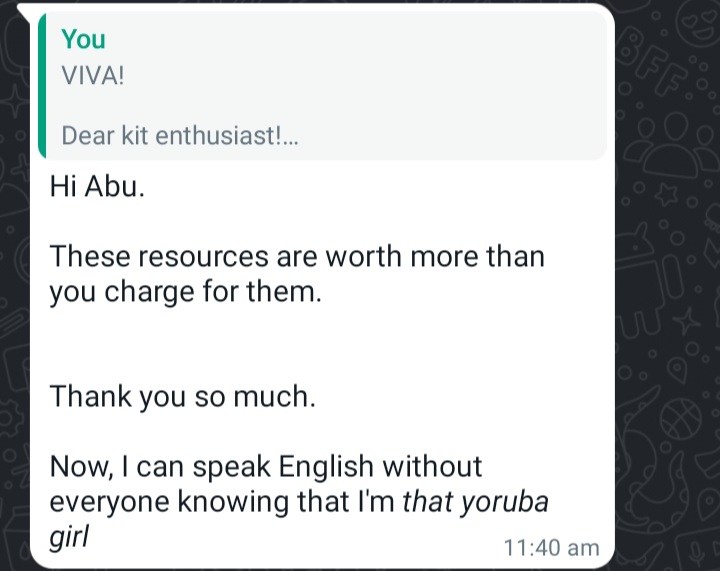 You
VIVA!
Dear kit enthusiast!...
Hi Abu.
These resources are worth more than
you charge for them.
Thank you so much.
Now, I can speak English without
everyone knowing that I'm that yoruba
girl
11:40 am